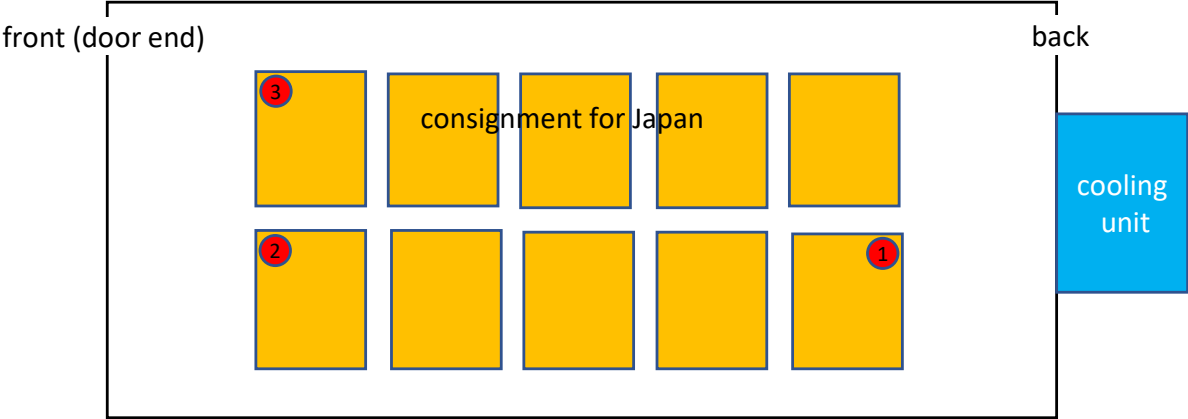 front (door end)
back
3
consignment for Japan
cooling
unit
2
1